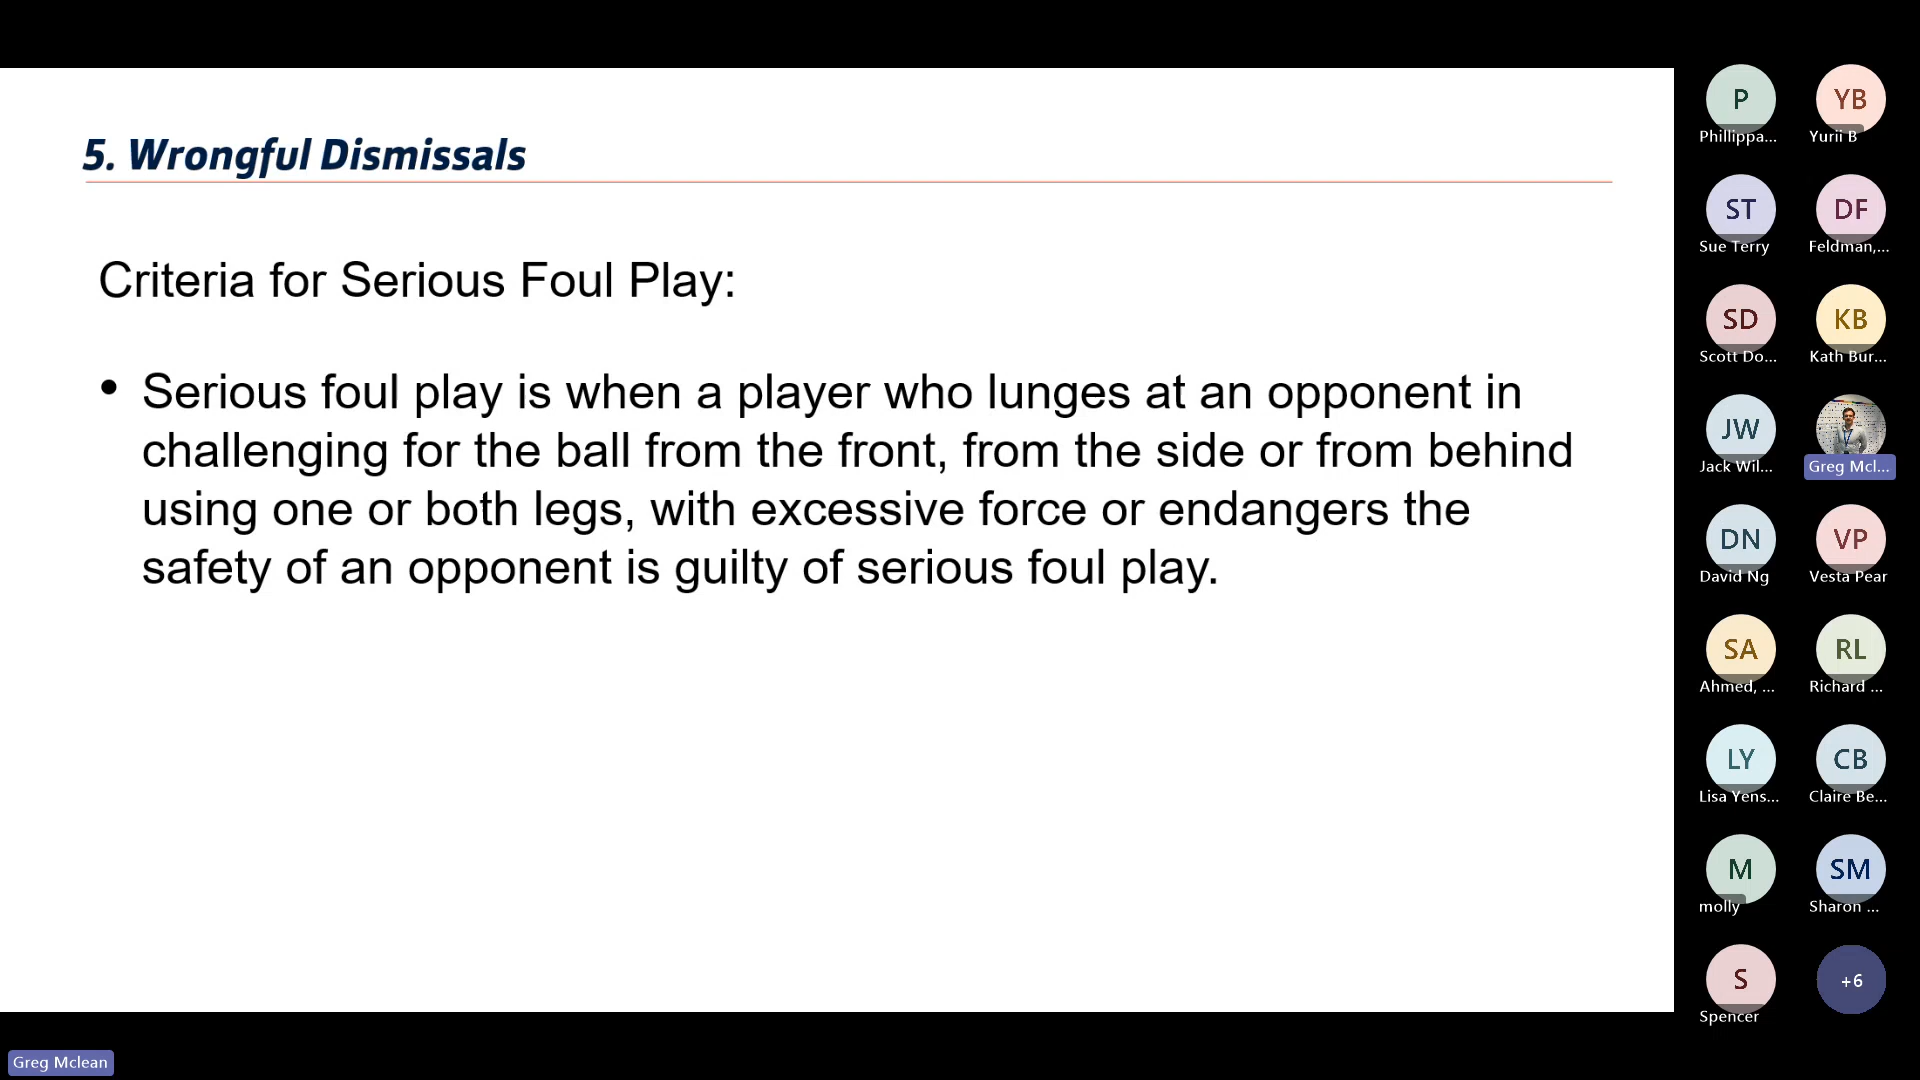 5. Wrongful Dismissals
Criteria for Serious Foul Play:
• Serious foul play is when a player who lunges at an opponent in
challenging for the ball from the front, from the side or from behind
using one or both legs, with excessive force or endangers the
safety of an opponent is guilty of serious foul play.
P
Phillippa...
YB
Yurii B
ST
Sue Terry
DF
Feldman,...
SD
Scott Do...
KB
Kath Bur...
JW
Jack Wil...
Greg Mcl...
DN
David Ng
VP
Vesta Pear
SA
Ahmed, ...
RL
Richard ...
LY
Lisa Yens...
CB
Claire Be...
M
molly
SM
Sharon ...
S
Spencer
+6
Greg Mclean